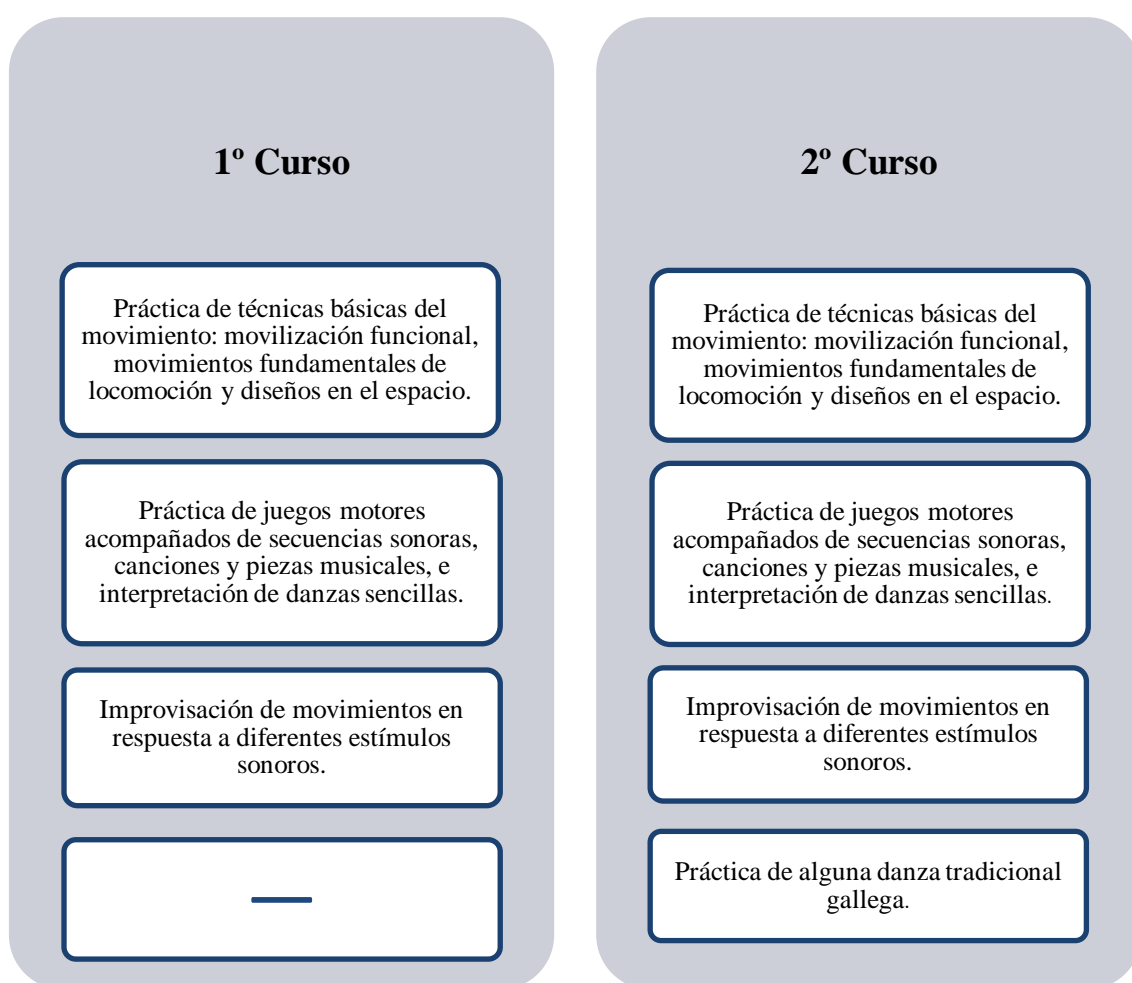 1º Curso
Práctica de técnicas básicas del
movimiento: movilización funcional,
movimientos fundamentales de
locomoción y diseños en el espacio.
Práctica de juegos motores
acompañados de secuencias sonoras,
canciones y piezas musicales, e
interpretación de danzas sencillas.
Improvisación de movimientos en
respuesta a diferentes estímulos
sonoros.
—
2º Curso
Práctica de técnicas básicas del
movimiento: movilización funcional,
movimientos fundamentales de
locomoción y diseños en el espacio.
Práctica de juegos motores
acompañados de secuencias sonoras,
canciones y piezas musicales, e
interpretación de danzas sencillas.
Improvisación de movimientos en
respuesta a diferentes estímulos
sonoros.
Práctica de alguna danza tradicional
gallega.